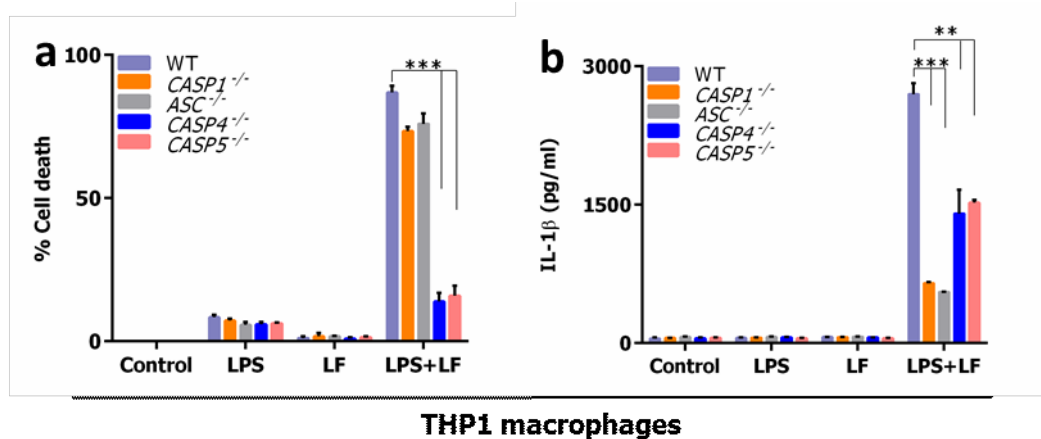 a
% Cell death
100
50
0
WT
CASP1 -/-
ASC -/-
CASP4 -/-
CASP5 -/-
***
Control LPS LF LPS+LF
b
IL-1β (pg/ml)
3000
1500
0
WT
CASP1 -/-
ASC -/-
CASP4 -/-
CASP5 -/-
**
***
Control LPS LF LPS+LF
THP1 macrophages